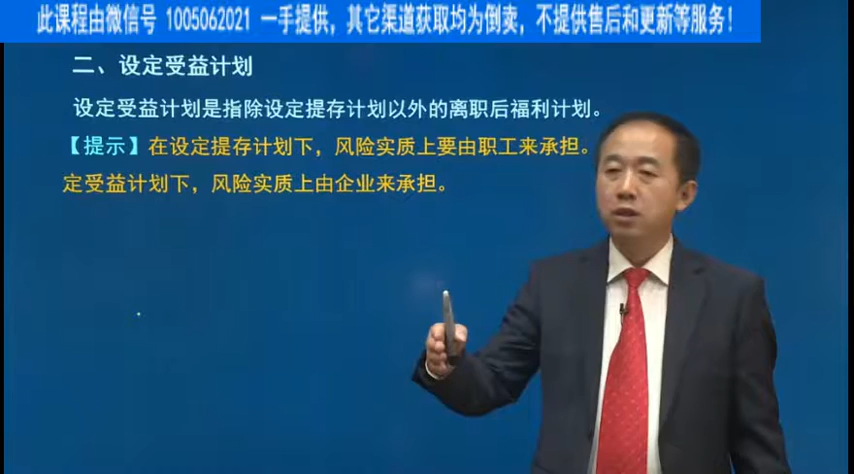 此课程由微信号 1005062021 一手提供，其它渠道获取均为倒卖，不提供售后和更新等服务！
二、设定受益计划
设定受益计划是指除设定提存计划以外的离职后福利计划。
【提示】在设定提存计划下，风险实质上要由职工来承担。
定受益计划下，风险实质上由企业来承担。